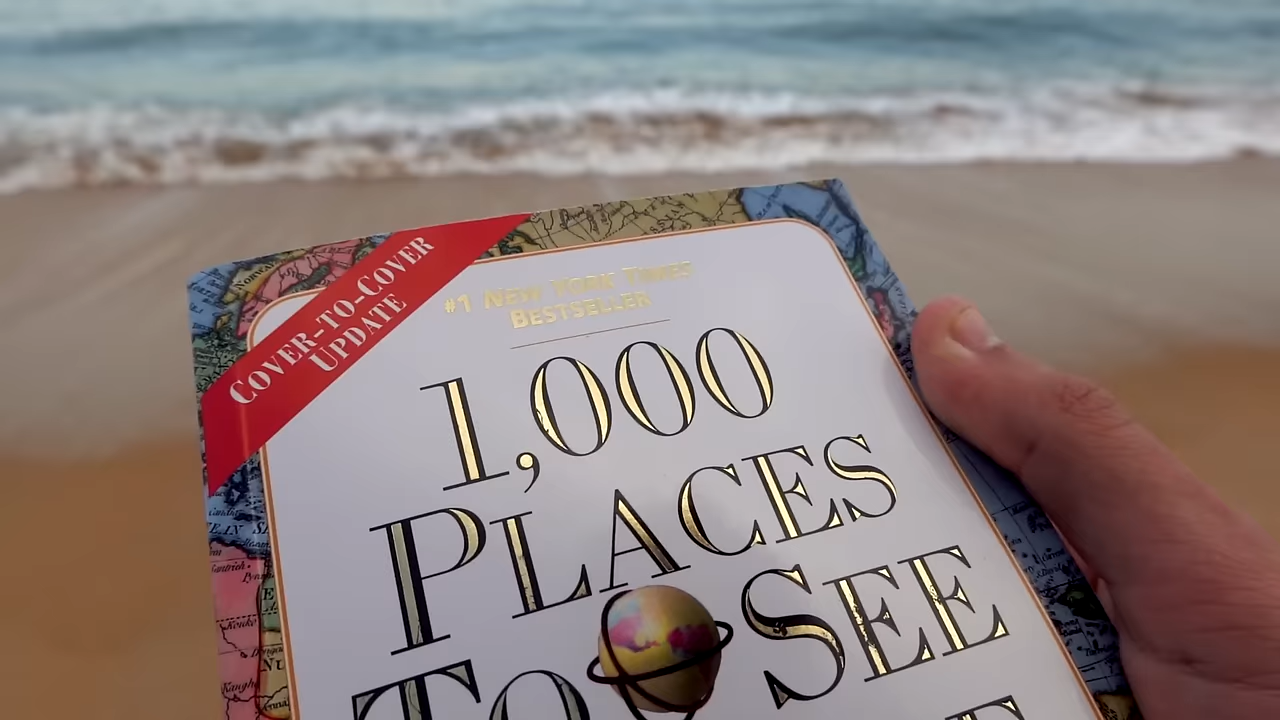 COVER-TO-COVER
UPDATE
#1 NEW YORK TIMES
BESTSELLER
1,000
PLACES
TO SEE